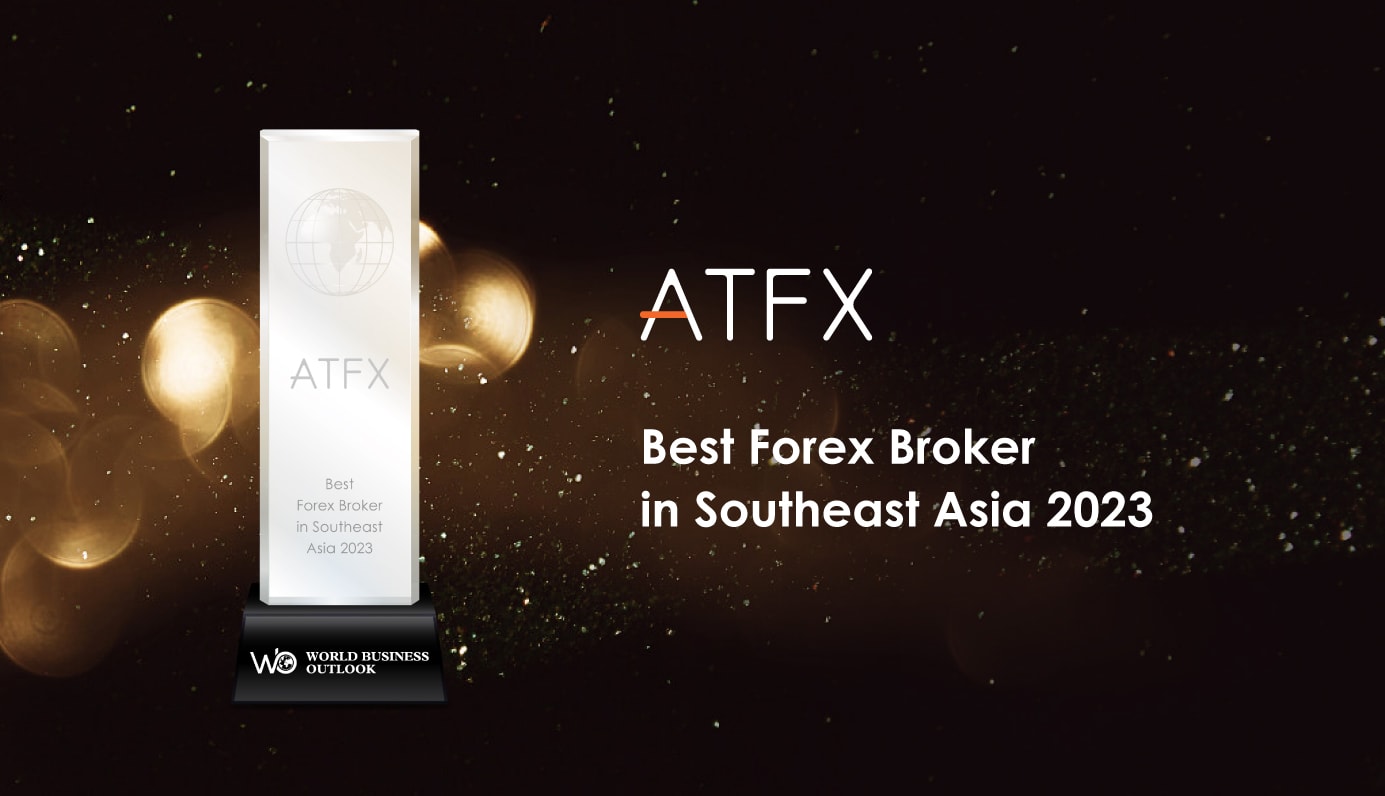 ATFX
Best
Forex Broker
in Southeast
Asia 2023
WO WORLD BUSINESS
OUTLOOK
ATFX
Best Forex Broker
in Southeast Asia 2023